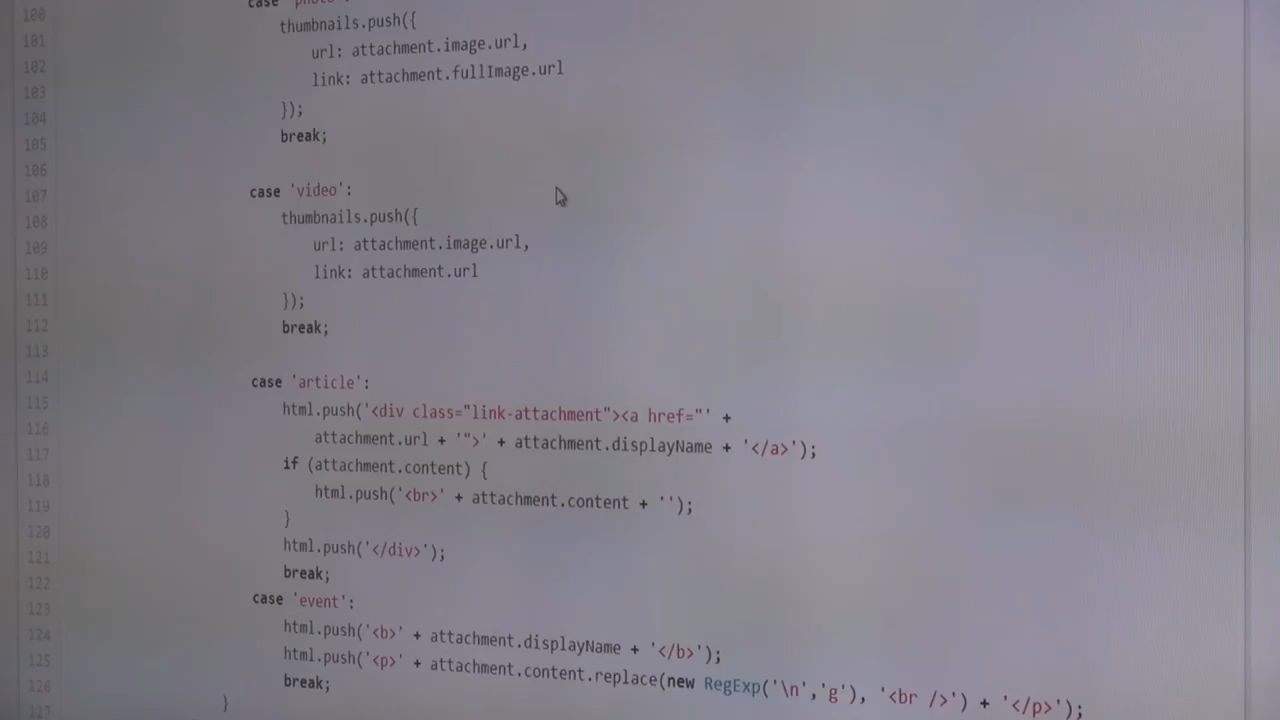 100 case 'photo
101 thumbnails.push({
102 url: attachment.image.url,
103 link: attachment.fullImage.url
104 });
105 break;
106
107 case 'video':
108 thumbnails.push({
109 url: attachment.image.url,
110 link: attachment.url
111 });
112 break;
113
114 case 'article':
115 html.push('<div class="link-attachment"><a href="' +
116 attachment.url + '">' + attachment.displayName + '</a>');
117 if (attachment.content) {
118 html.push('<br>' + attachment.content + '');
119 }
120 html.push('</div>');
121 break;
122 case 'event':
123 html.push('<b>' + attachment.displayName + '</b>');
124 html.push('<p>' + attachment.content.replace(new RegExp('\n','g'), '<br />') + '</p>');
125 break;
126 }
127